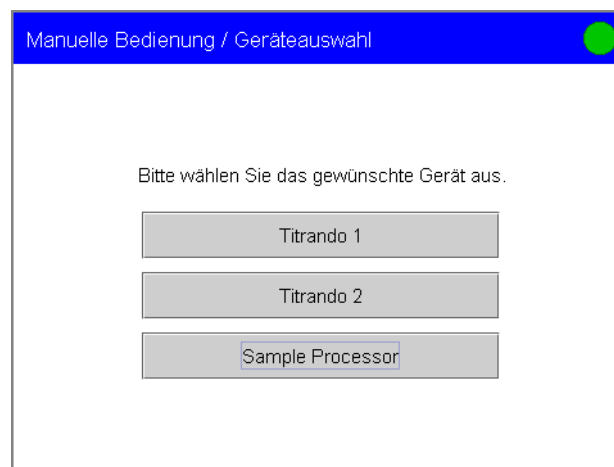 Manuelle Bedienung / Geräteauswahl
Bitte wählen Sie das gewünschte Gerät aus.
Titrando 1
Titrando 2
Sample Processor